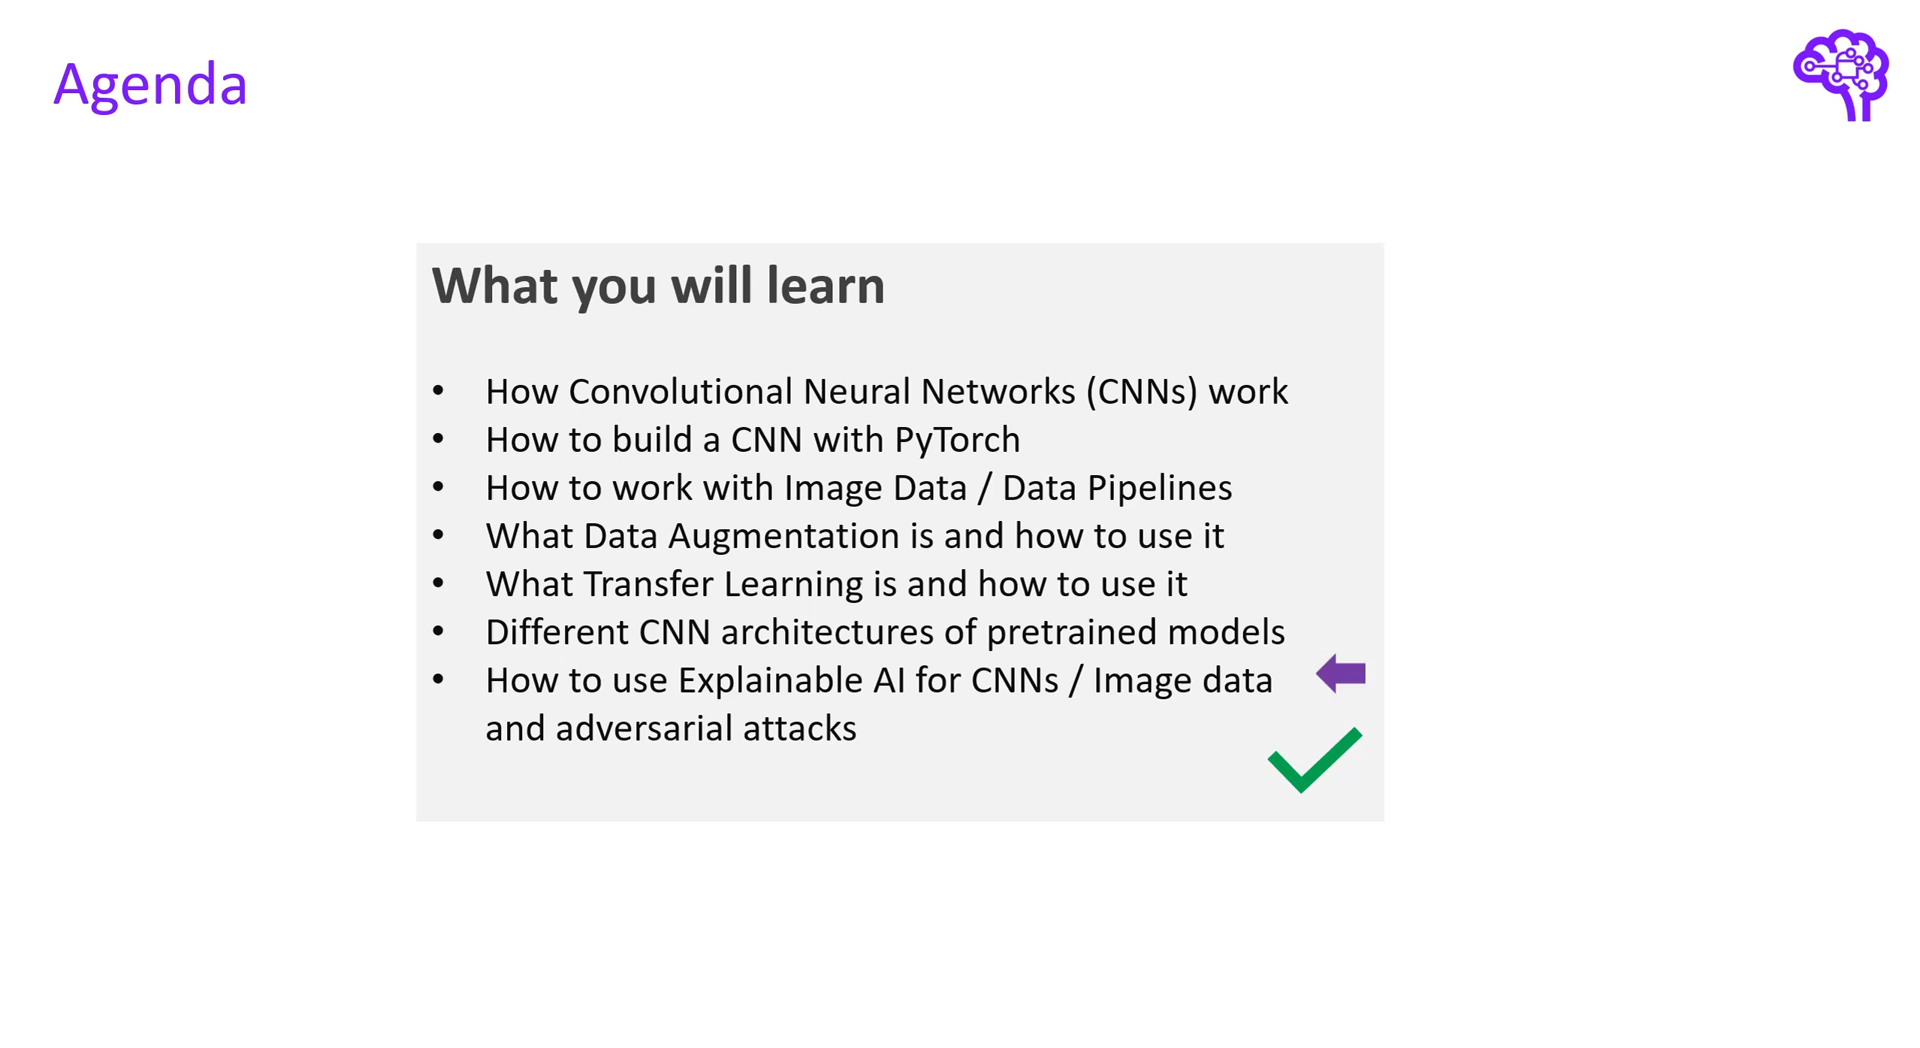 Agenda
What you will learn
• How Convolutional Neural Networks (CNNs) work
• How to build a CNN with PyTorch
• How to work with Image Data / Data Pipelines
• What Data Augmentation is and how to use it
• What Transfer Learning is and how to use it
• Different CNN architectures of pretrained models
• How to use Explainable AI for CNNs / Image data
and adversarial attacks